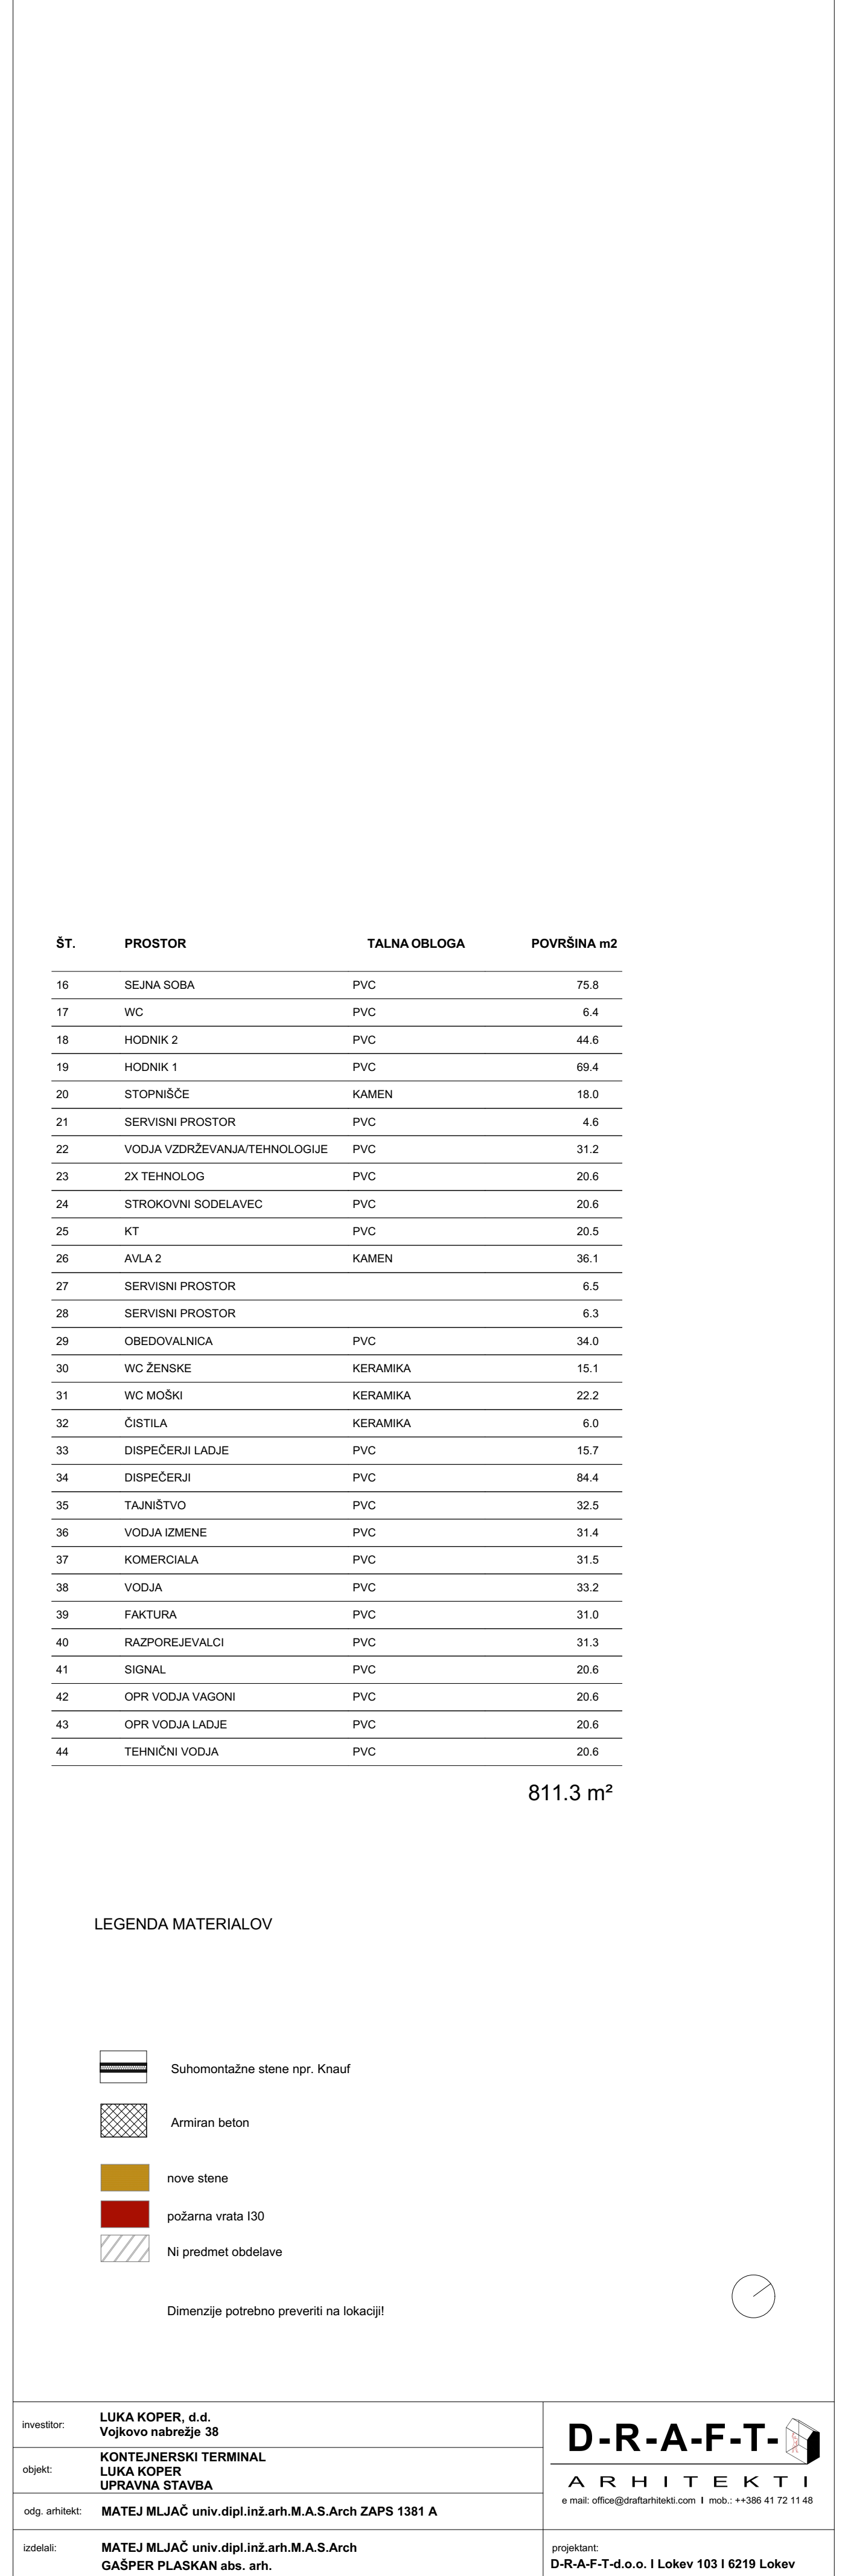 ŠT. PROSTOR TALNA OBLOGA POVRŠINA m2
16 SEJNA SOBA PVC 75.8
17 WC PVC 6.4
18 HODNIK 2 PVC 44.6
19 HODNIK 1 PVC 69.4
20 STOPNIŠČE KAMEN 18.0
21 SERVISNI PROSTOR PVC 4.6
22 VODJA VZDRŽEVANJA/TEHNOLOGIJE PVC 31.2
23 2X TEHNOLOG PVC 20.6
24 STROKOVNI SODELAVEC PVC 20.6
25 KT PVC 20.5
26 AVLA 2 KAMEN 36.1
27 SERVISNI PROSTOR 6.5
28 SERVISNI PROSTOR 6.3
29 OBEDOVALNICA PVC 34.0
30 WC ŽENSKE KERAMIKA 15.1
31 WC MOŠKI KERAMIKA 22.2
32 ČISTILA KERAMIKA 6.0
33 DISPEČERJI LADJE PVC 15.7
34 DISPEČERJI PVC 84.4
35 TAJNIŠTVO PVC 32.5
36 VODJA IZMENE PVC 31.4
37 KOMERCIALA PVC 31.5
38 VODJA PVC 33.2
39 FAKTURA PVC 31.0
40 RAZPOREJEVALCI PVC 31.3
41 SIGNAL PVC 20.6
42 OPR VODJA VAGONI PVC 20.6
43 OPR VODJA LADJE PVC 20.6
44 TEHNIČNI VODJA PVC 20.6
811.3 m²
LEGENDA MATERIALOV
Suhomontažne stene npr. Knauf
Armiran beton
nove stene
požarna vrata I30
Ni predmet obdelave
Dimenzije potrebno preveriti na lokaciji!
investitor: LUKA KOPER, d.d.
Vojkovo nabrežje 38
objekt: KONTEJNERSKI TERMINAL
LUKA KOPER
UPRAVNA STAVBA
odg. arhitekt: MATEJ MLJAČ univ.dipl.inž.arh.M.A.S.Arch ZAPS 1381 A
izdelali: MATEJ MLJAČ univ.dipl.inž.arh.M.A.S.Arch
GAŠPER PLASKAN abs. arh.
D-R-A-F-T-
ARHITEKTI
e mail: office@draftarhitekti.com I mob.: ++386 41 72 11 48
projektant:
D-R-A-F-T-d.o.o. I Lokev 103 I 6219 Lokev